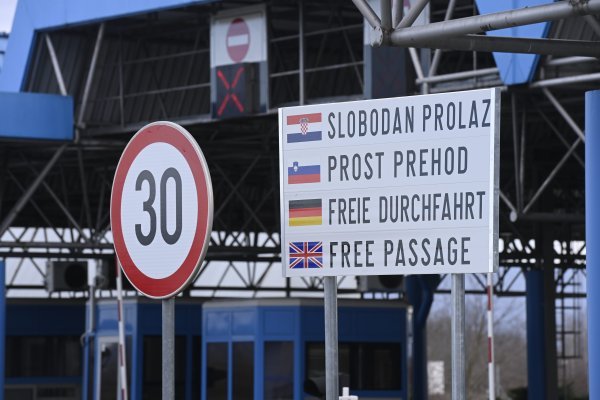 30
SLOBODAN PROLAZ
PROST PREHOD
FREIE DURCHFAHRT
FREE PASSAGE